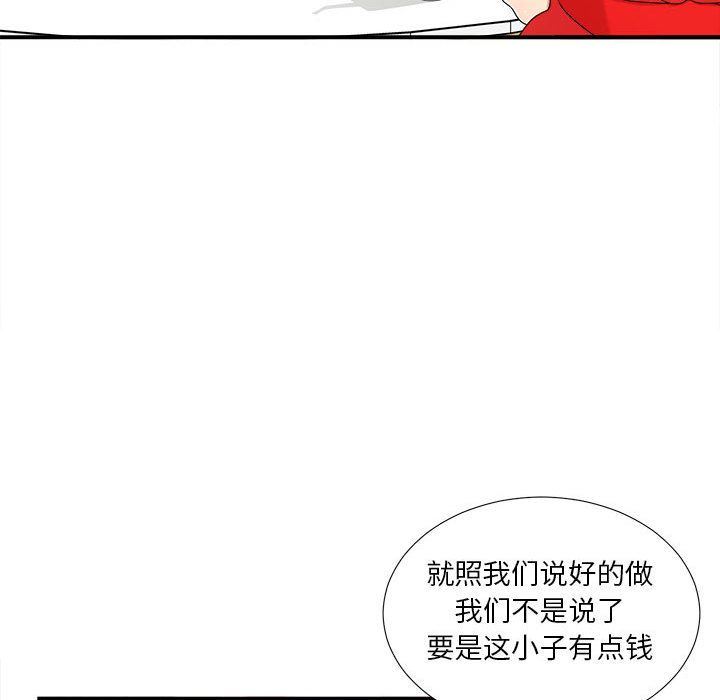 就照我们说好的做
我们不是说了
要是这小子有点钱